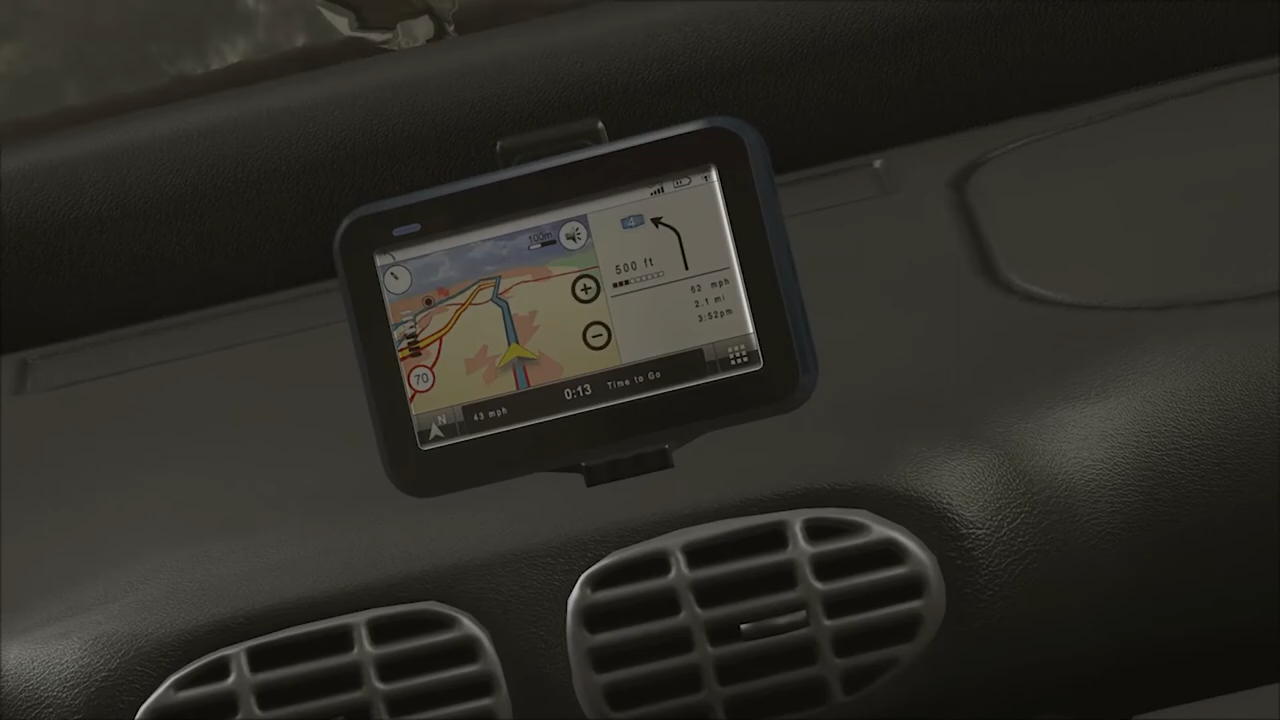 100m
4
500 ft
62 mph
2.1 mi
3:52pm
70
N
43 mph
0:13 Time to Go